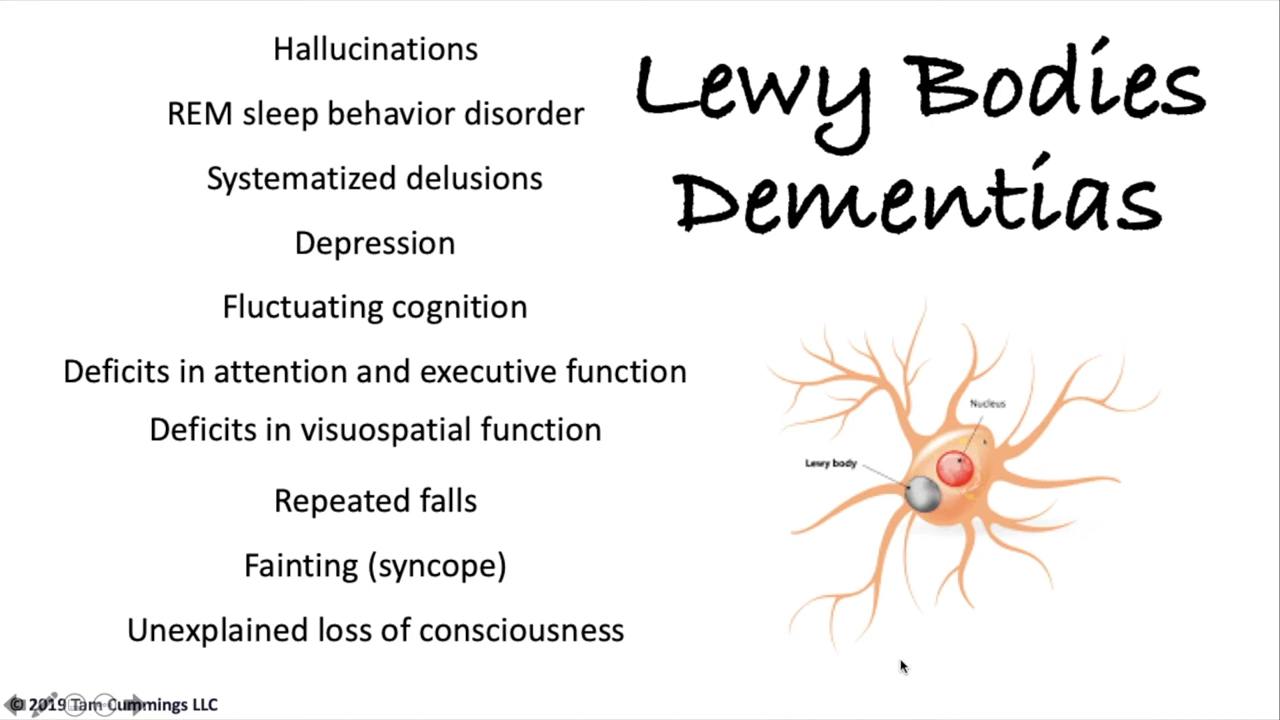 Hallucinations
REM sleep behavior disorder
Systematized delusions
Depression
Fluctuating cognition
Deficits in attention and executive function
Deficits in visuospatial function
Repeated falls
Fainting (syncope)
Unexplained loss of consciousness
Lewy Bodies
Dementias
Nucleus
Lewy body
© 2019 Tam Cummings LLC